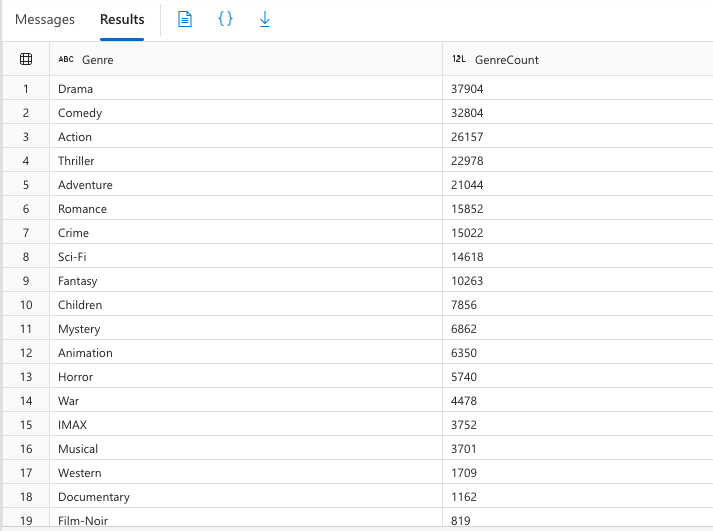 Messages Results {}
ABC Genre 12L GenreCount
1 Drama 37904
2 Comedy 32804
3 Action 26157
4 Thriller 22978
5 Adventure 21044
6 Romance 15852
7 Crime 15022
8 Sci-Fi 14618
9 Fantasy 10263
10 Children 7856
11 Mystery 6862
12 Animation 6350
13 Horror 5740
14 War 4478
15 IMAX 3752
16 Musical 3701
17 Western 1709
18 Documentary 1162
19 Film-Noir 819